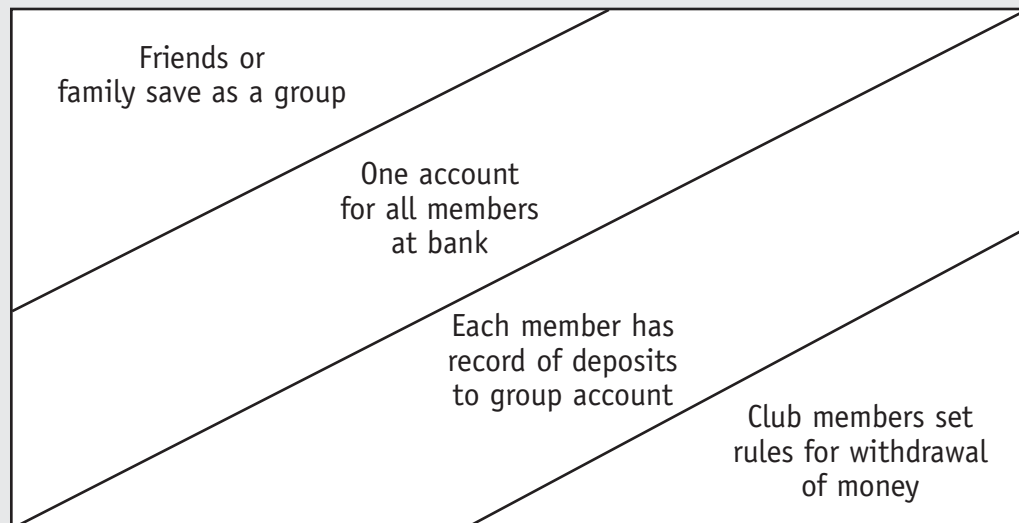 Friends or
family save as a group
One account
for all members
at bank
Each member has
record of deposits
to group account
Club members set
rules for withdrawal
of money